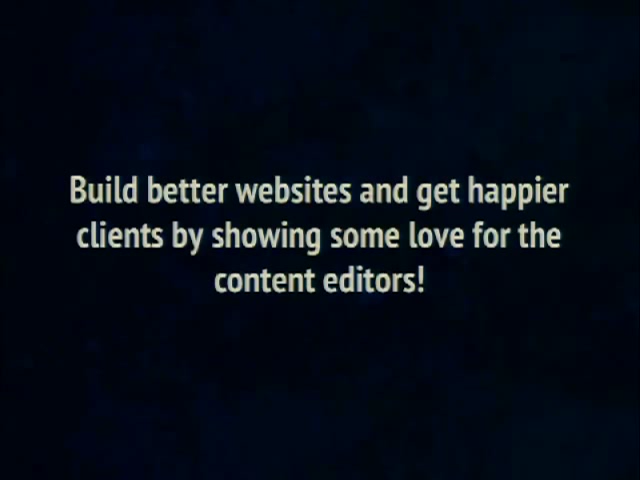 Build better websites and get happier
clients by showing some love for the
content editors!